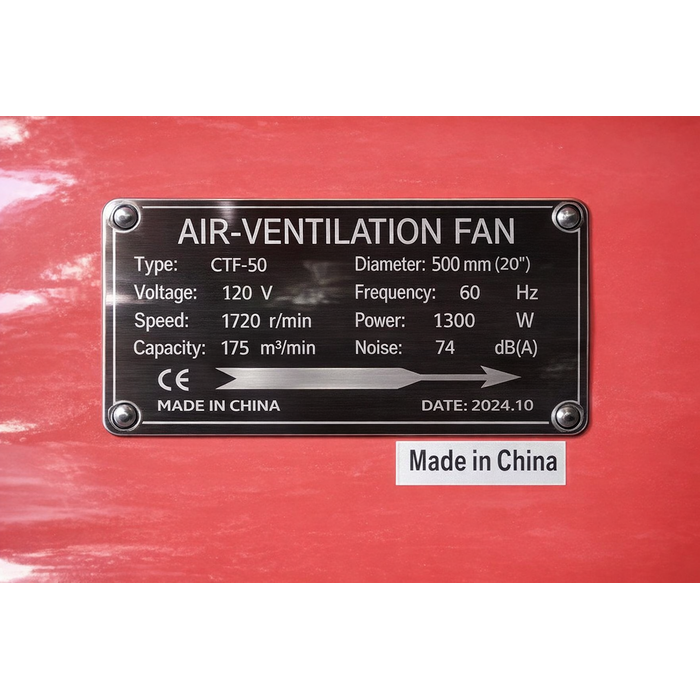 AIR-VENTILATION FAN
Type: CTF-50 Diameter: 500 mm (20")
Voltage: 120 V Frequency: 60 Hz
Speed: 1720 r/min Power: 1300 W
Capacity: 175 m³/min Noise: 74 dB(A)
CE
MADE IN CHINA DATE: 2024.10
Made in China